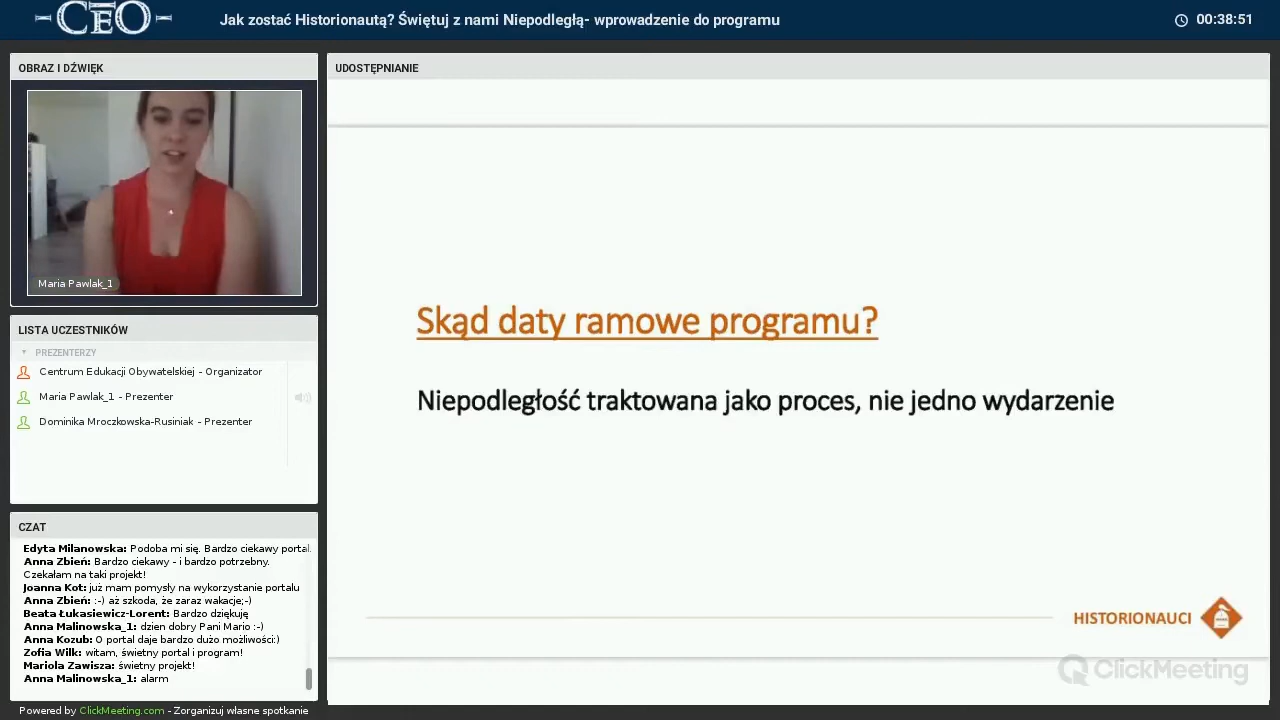 CEO
Jak zostać Historionautą? Świętuj z nami Niepodległą- wprowadzenie do programu
00:38:51
OBRAZ I DŹWIĘK
Maria Pawlak_1
LISTA UCZESTNIKÓW
PREZENTERZY
Centrum Edukacji Obywatelskiej - Organizator
Maria Pawlak_1 - Prezenter
Dominika Mroczkowska-Rusiniak - Prezenter
CZAT
Edyta Milanowska: Podoba mi się. Bardzo ciekawy portal.
Anna Zbień: Bardzo ciekawy - i bardzo potrzebny.
Czekałam na taki projekt!
Joanna Kot: już mam pomysły na wykorzystanie portalu
Anna Zbień: :-) aż szkoda, że zaraz wakacje;-)
Beata Łukasiewicz-Lorent: Bardzo dziękuję
Anna Malinowska_1: dzien dobry Pani Mario :-)
Anna Kozub: O portal daje bardzo dużo możliwości:)
Zofia Wilk: witam, świetny portal i program!
Mariola Zawisza: świetny projekt!
Anna Malinowska_1: alarm
Powered by ClickMeeting.com - Zorganizuj własne spotkanie
UDOSTĘPNIANIE
Skąd daty ramowe programu?
Niepodległość traktowana jako proces, nie jedno wydarzenie
HISTORIONAUCI
ClickMeeting